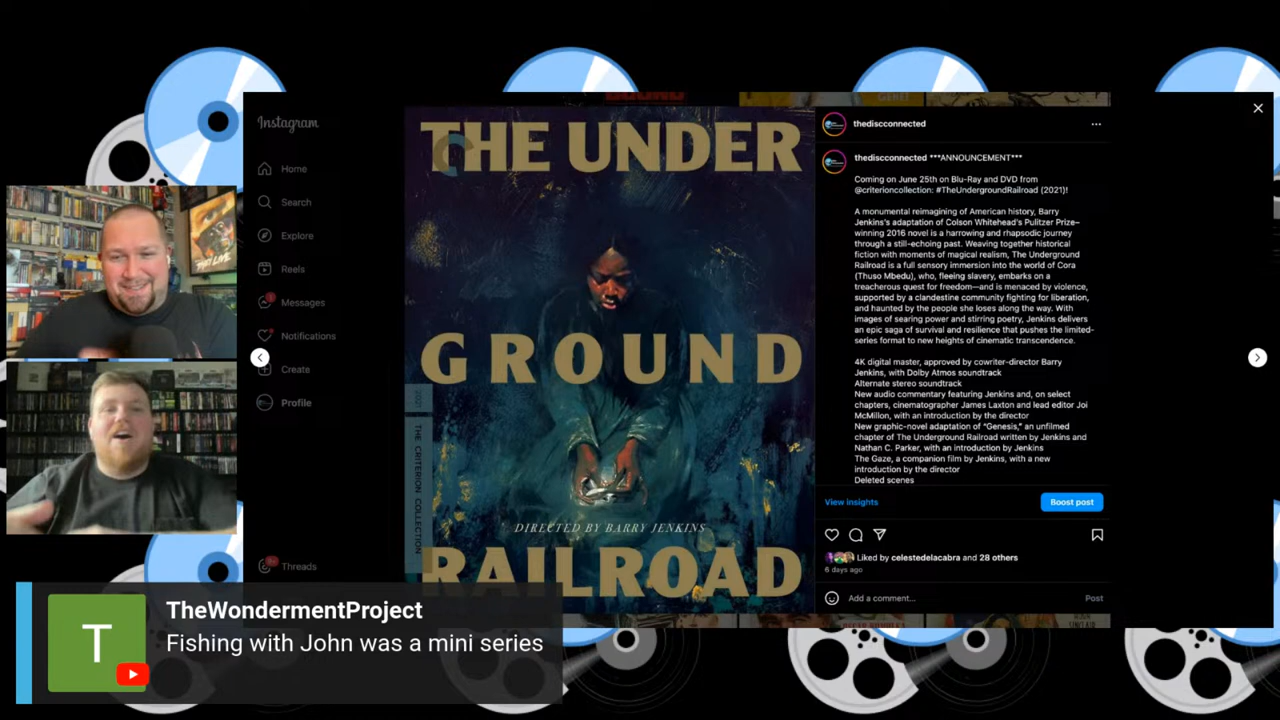 Instagram
Home
Search
Explore
Reels
Messages
Notifications
Create
Profile
Threads
THE UNDER
GROUND
DIRECTED BY BARRY JENKINS
RAILROAD
2021
THE CRITERION COLLECTION
thediscconnected
thediscconnected ***ANNOUNCEMENT***
Coming on June 25th on Blu-Ray and DVD from
@criterioncollection: #TheUndergroundRailroad (2021)!
A monumental reimagining of American history, Barry
Jenkins's adaptation of Colson Whitehead's Pulitzer Prize–
winning 2016 novel is a harrowing and rhapsodic journey
through a still-echoing past. Weaving together historical
fiction with moments of magical realism, The Underground
Railroad is a full sensory immersion into the world of Cora
(Thuso Mbedu), who, fleeing slavery, embarks on a
treacherous quest for freedom—and is menaced by violence,
supported by a clandestine community fighting for liberation,
and haunted by the people she loses along the way. With
images of searing power and stirring poetry, Jenkins delivers
an epic saga of survival and resilience that pushes the limited-
series format to new heights of cinematic transcendence.
4K digital master, approved by cowriter-director Barry
Jenkins, with Dolby Atmos soundtrack
Alternate stereo soundtrack
New audio commentary featuring Jenkins and, on select
chapters, cinematographer James Laxton and lead editor Joi
McMillon, with an introduction by the director
New graphic-novel adaptation of “Genesis,” an unfilmed
chapter of The Underground Railroad written by Jenkins and
Nathan C. Parker, with an introduction by Jenkins
The Gaze, a companion film by Jenkins, with a new
introduction by the director
Deleted scenes
View insights
Boost post
Liked by celestedelacabra and 28 others
6 days ago
Add a comment...
Post
THEY LIVE
T
TheWondermentProject
Fishing with John was a mini series